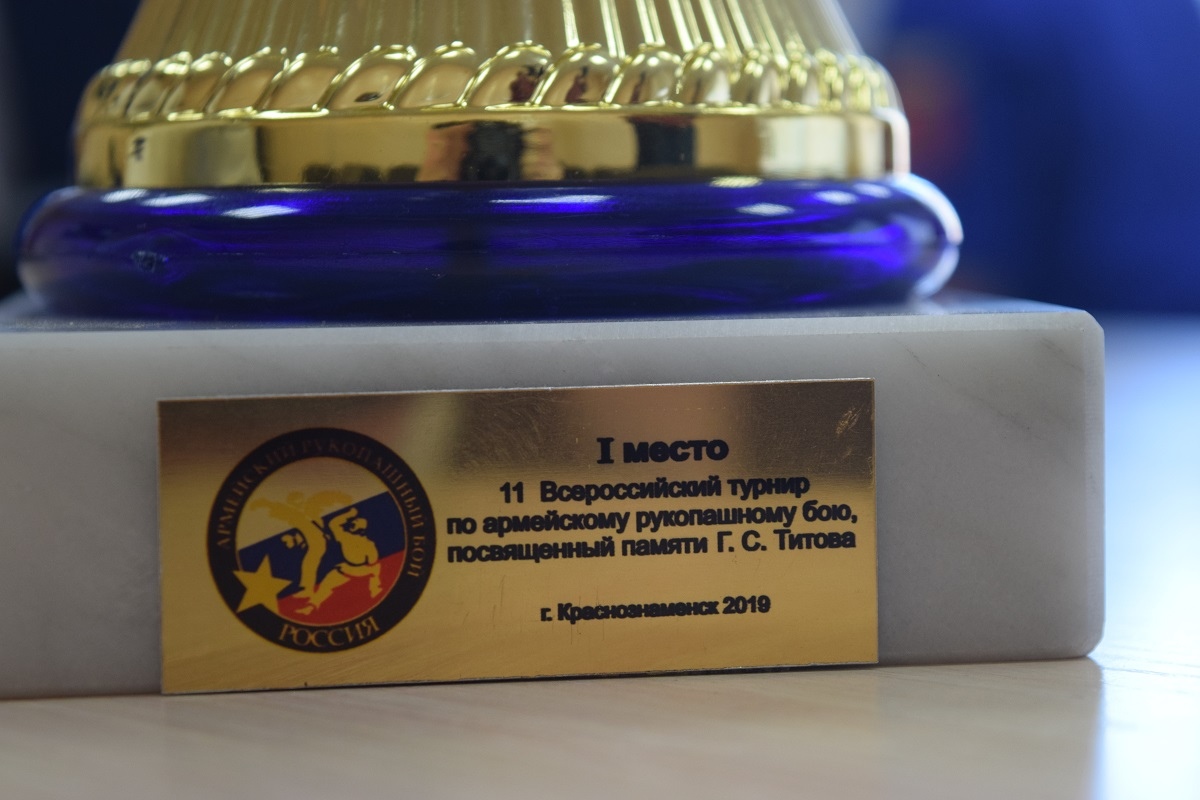 АРМЕЙСКИЙ РУКОПАШНЫЙ БОЙ
РОССИЯ
I место
11 Всероссийский турнир
по армейскому рукопашному бою,
посвященный памяти Г. С. Титова
г. Краснознаменск 2019